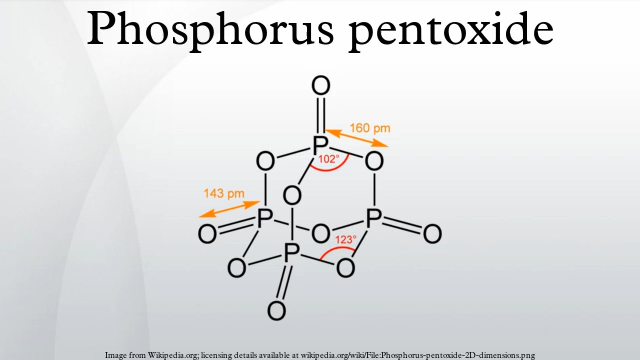 Phosphorus pentoxide
O
160 pm
P
O
102°
O
143 pm
O
P
P
O
O
O
123°
P
O
O
O
From Wikipedia.org; licensing details available at wikipedia.org/wiki/File:Phosphorus-pentoxide-2D-dimensions.png